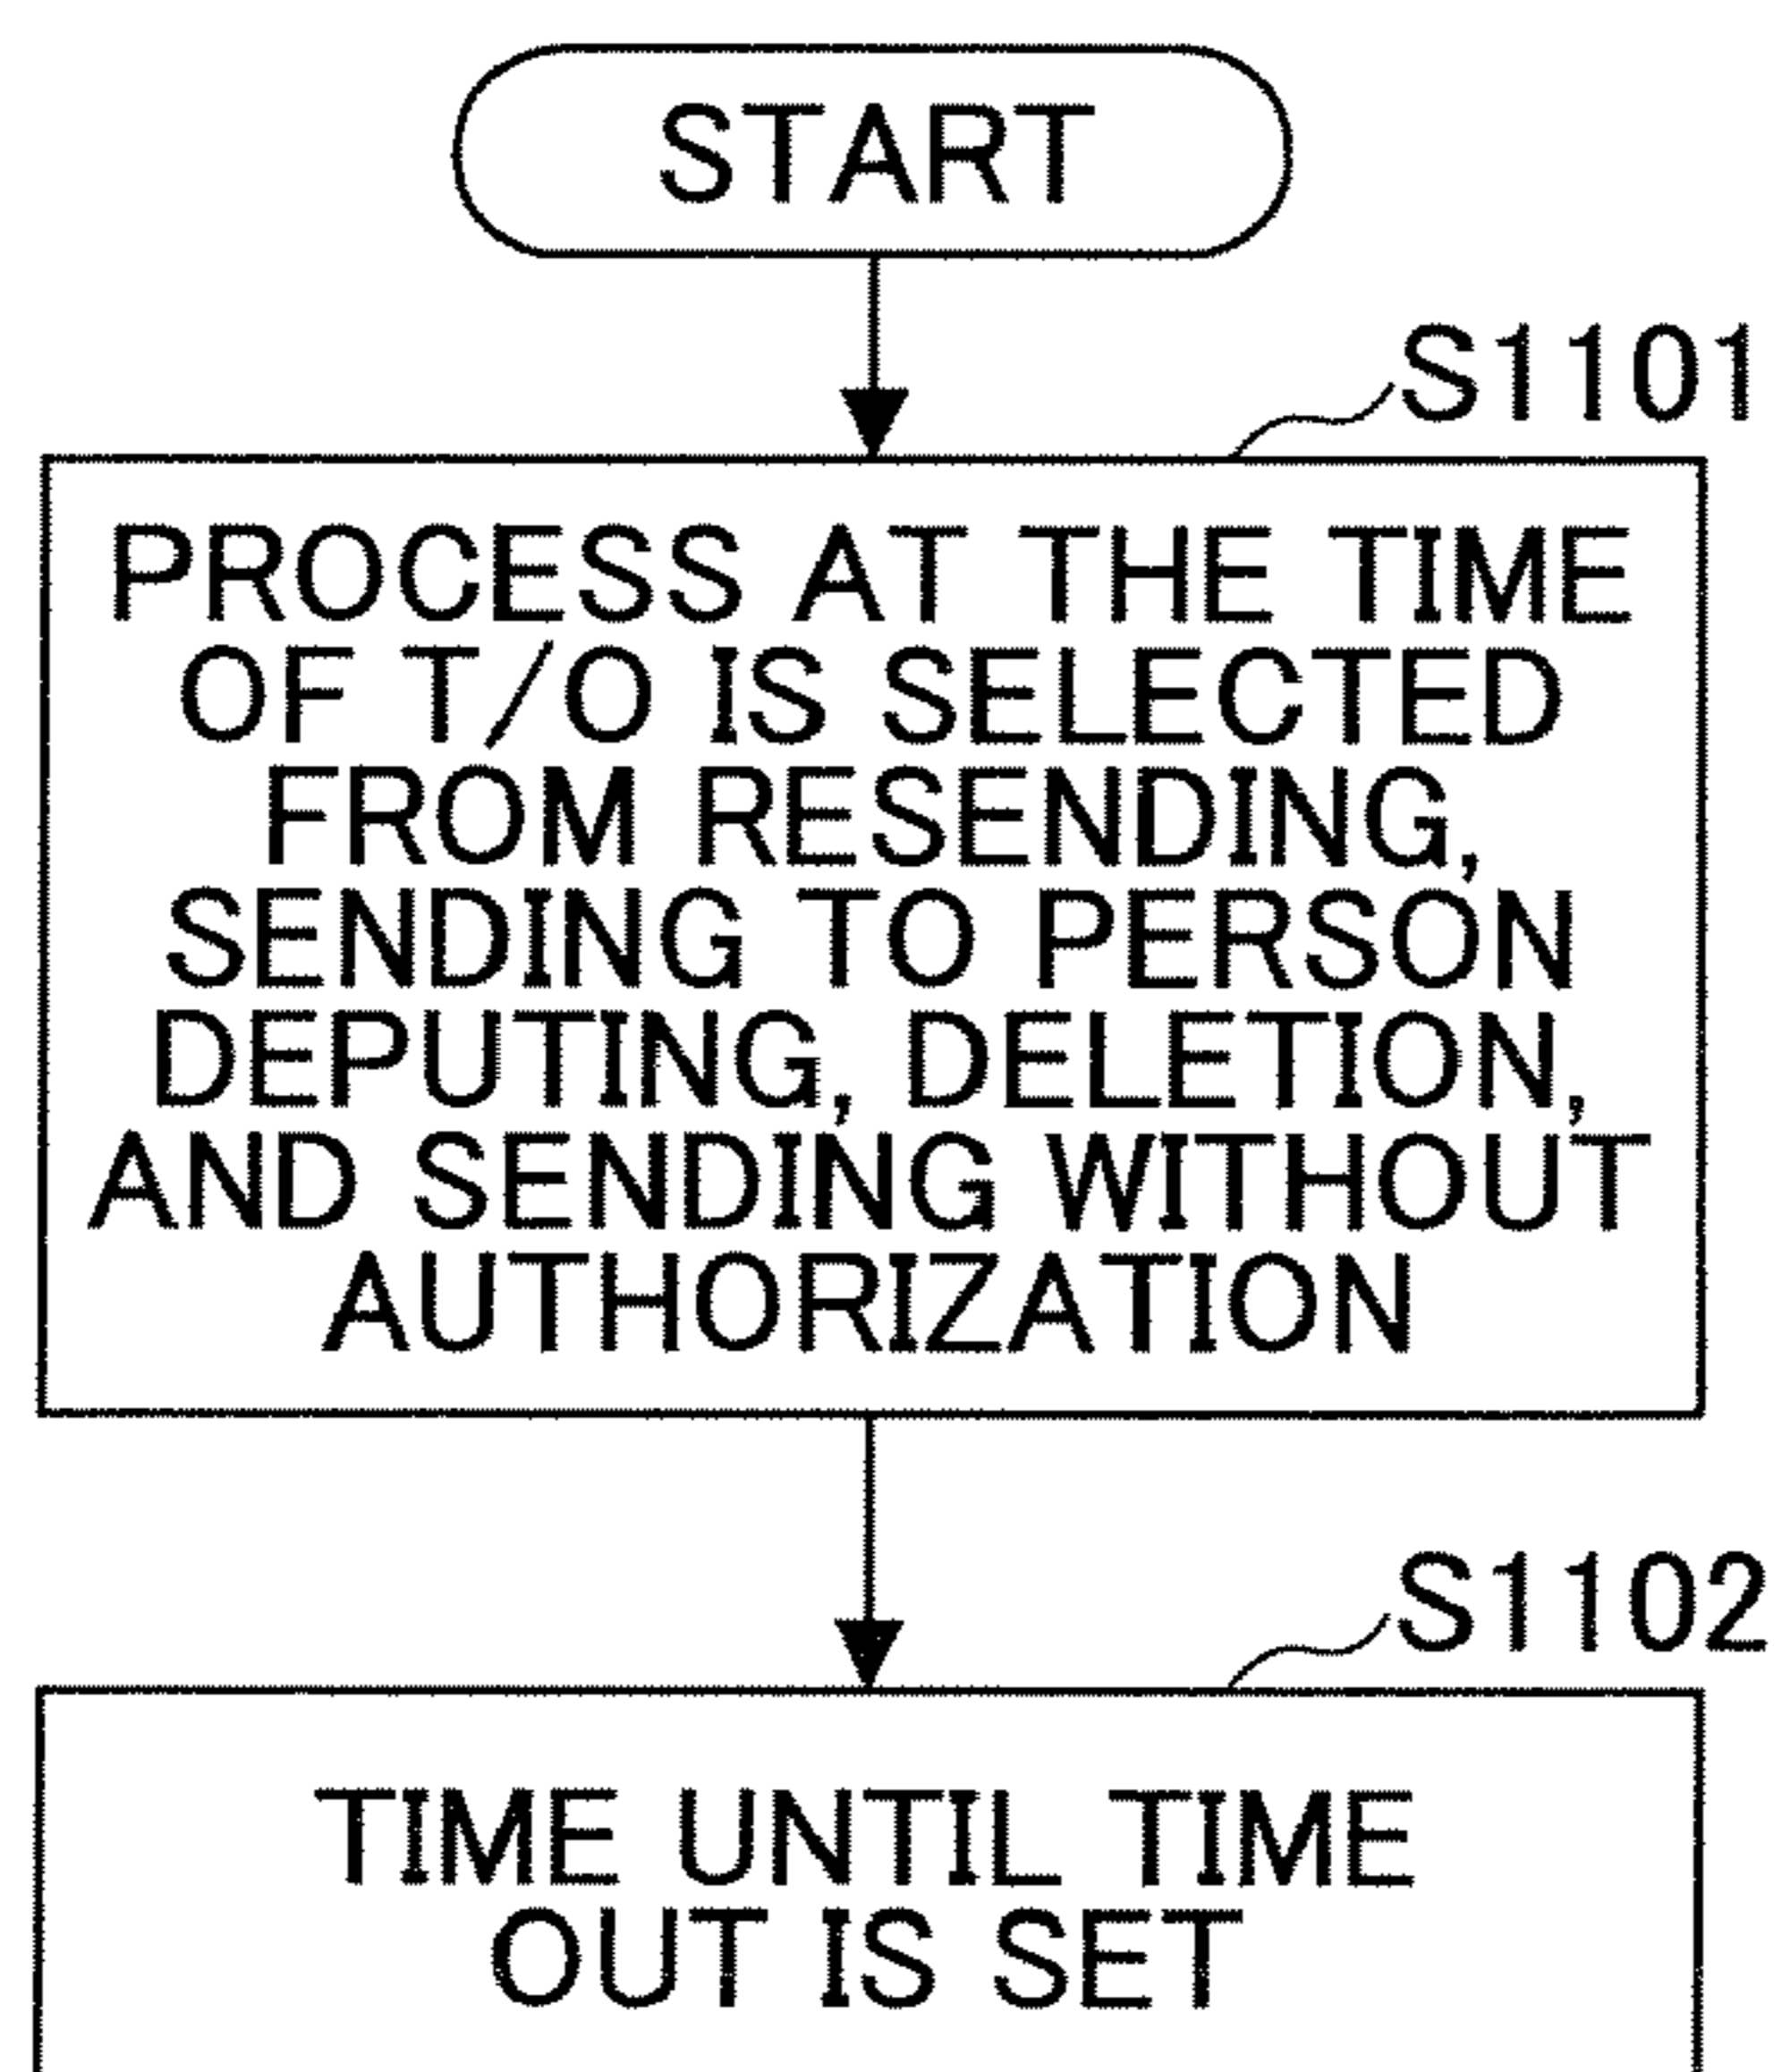 START
S1101
PROCESS AT THE TIME
OF T/O IS SELECTED
FROM RESENDING,
SENDING TO PERSON
DEPUTING, DELETION,
AND SENDING WITHOUT
AUTHORIZATION
S1102
TIME UNTIL TIME
OUT IS SET